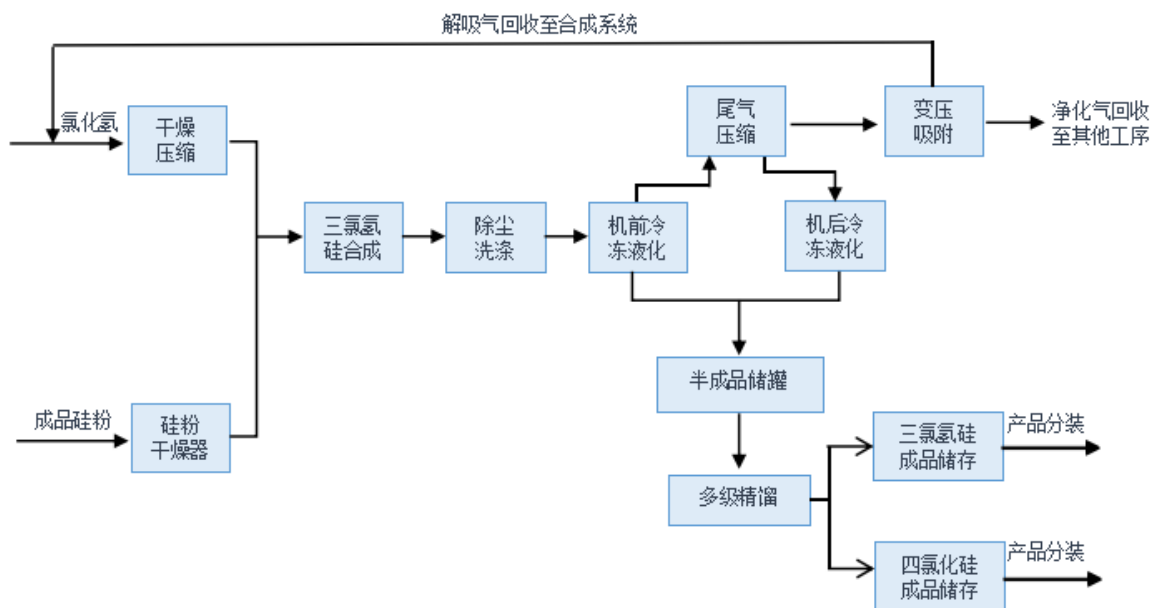 解吸气回收至合成系统
氯化氢
干燥
压缩
尾气
压缩
变压
吸附
净化气回收
至其他工序
三氯氢
硅合成
除尘
洗涤
机前冷
冻液化
机后冷
冻液化
半成品储罐
成品硅粉
硅粉
干燥器
多级精馏
三氯氢硅
成品储存
产品分装
四氯化硅
成品储存
产品分装